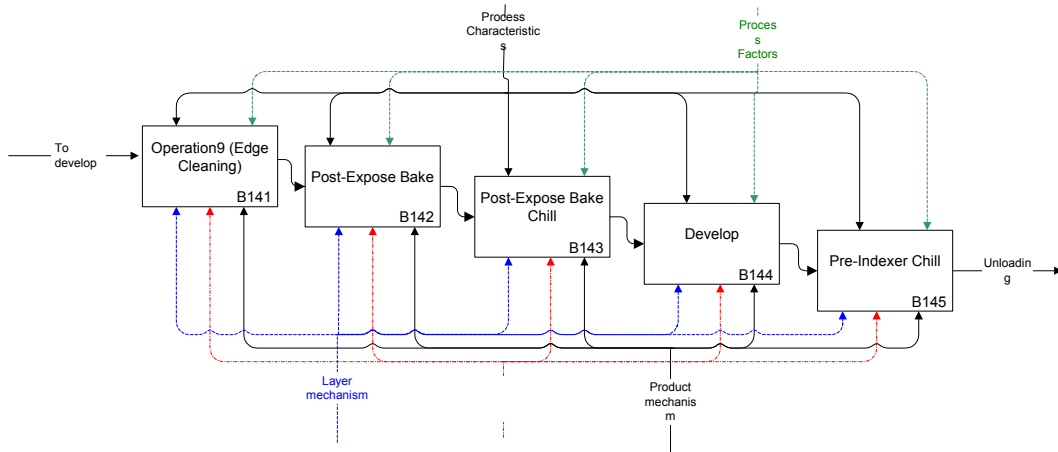 Process
Characteristic
s
Proces
s
Factors
To
develop
Operation9 (Edge
Cleaning)
B141
Post-Expose Bake
B142
Post-Expose Bake
Chill
B143
Develop
B144
Pre-Indexer Chill
B145
Unloadin
g
Layer
mechanism
Product
mechanis
m